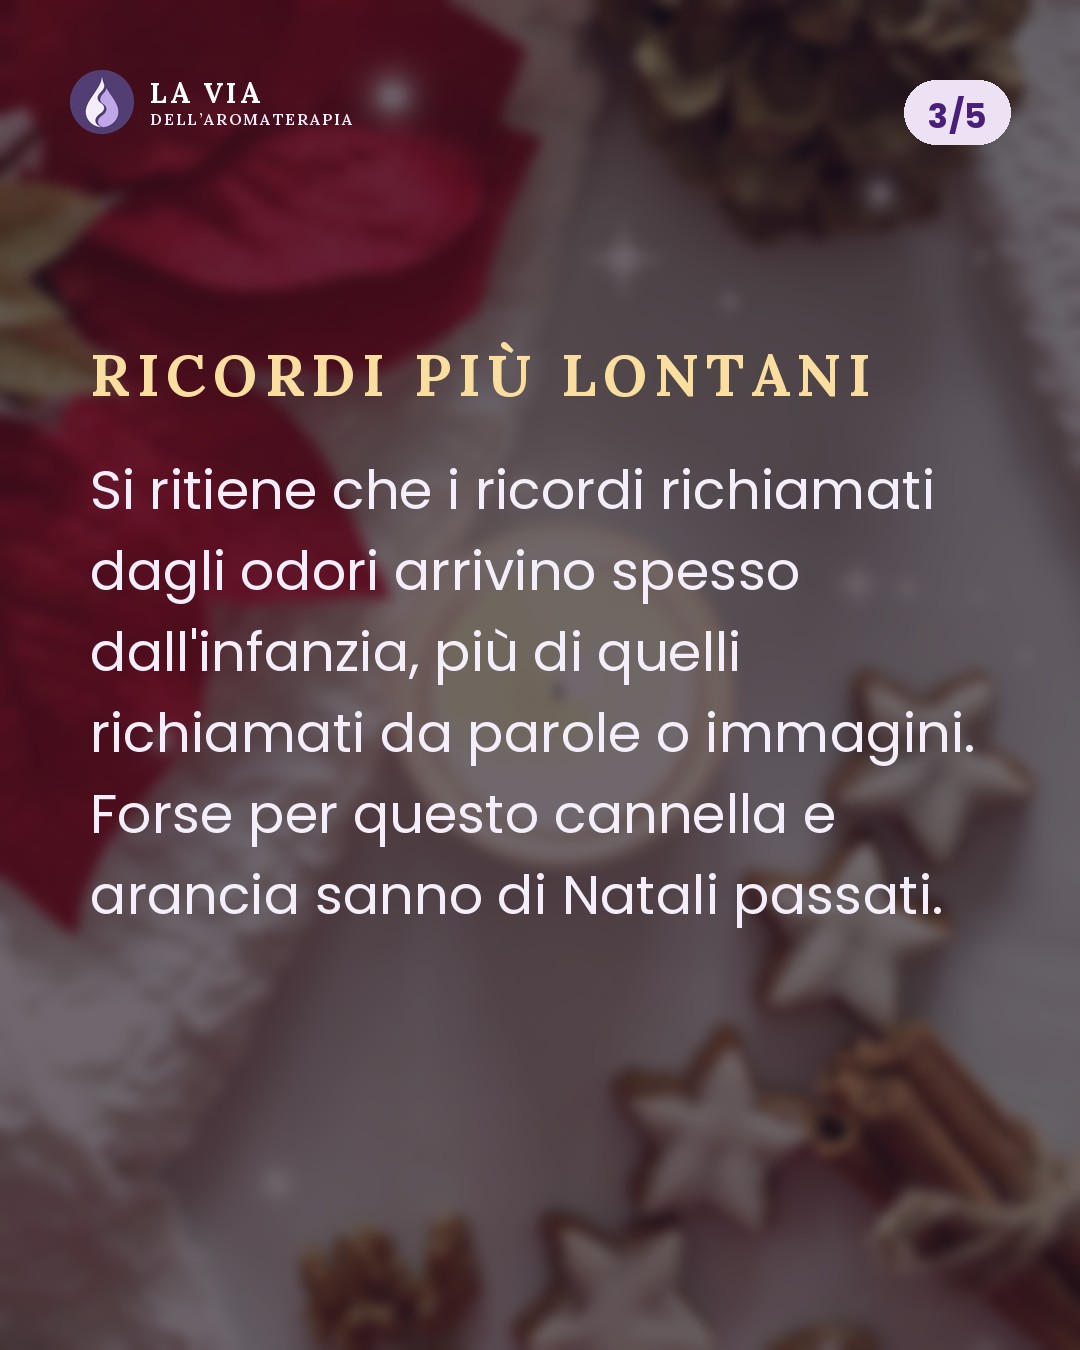 LA VIA
DELL'AROMATERAPIA
3/5
RICORDI PIÙ LONTANI
Si ritiene che i ricordi richiamati
dagli odori arrivino spesso
dall'infanzia, più di quelli
richiamati da parole o immagini.
Forse per questo cannella e
arancia sanno di Natali passati.